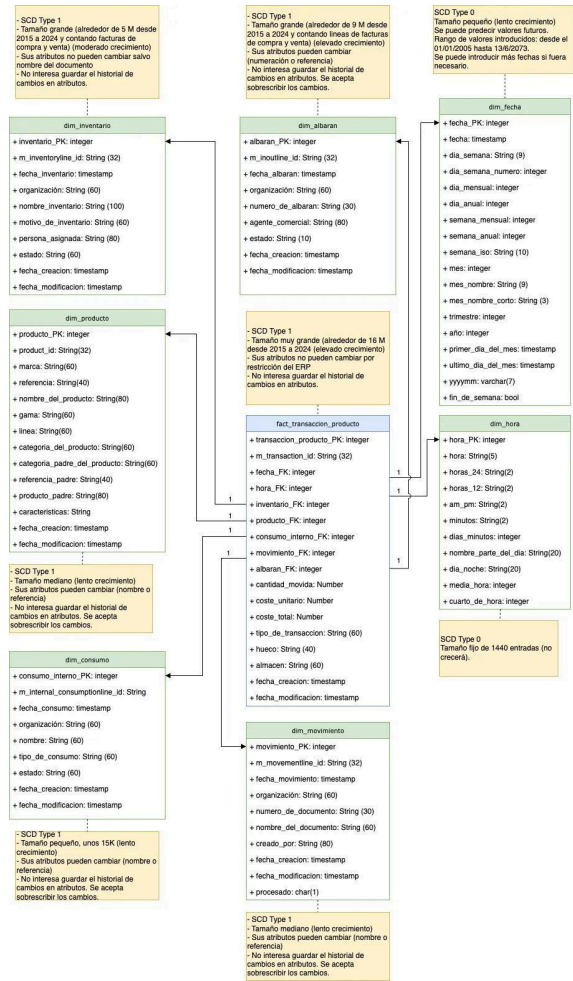 - SCD Type 1
- Tamaño grande (alrededor de 5 M desde
2015 a 2024 y contando facturas de
compra y venta) (moderado crecimiento)
- Sus atributos no pueden cambiar salvo
nombre del documento
- No interesa guardar el historial de
cambios en atributos.
- SCD Type 1
- Tamaño grande (alrededor de 9 M desde
2015 a 2024 y contando lineas de facturas
de compra y venta) (elevado crecimiento)
- Sus atributos pueden cambiar
(numeración o referencia)
- No interesa guardar el historial de
cambios en atributos. Se acepta
sobrescribir los cambios.
SCD Type 0
Tamaño pequeño (lento crecimiento)
Se puede predecir valores futuros.
Rango de valores introducidos: desde el
01/01/2005 hasta 13/6/2073.
Se puede introducir más fechas si fuera
necesario.
dim_inventario
+ inventario_PK: integer
+ m_inventoryline_id: String (32)
+ fecha_inventario: timestamp
+ organización: String (60)
+ nombre_inventario: String (100)
+ motivo_de_inventario: String (60)
+ persona_asignada: String (80)
+ estado: String (60)
+ fecha_creacion: timestamp
+ fecha_modificacion: timestamp
dim_albaran
+ albaran_PK: integer
+ m_inoutline_id: String (32)
+ fecha_albaran: timestamp
+ organización: String (60)
+ numero_de_albaran: String (30)
+ agente_comercial: String (80)
+ estado: String (10)
+ fecha_creacion: timestamp
+ fecha_modificacion: timestamp
dim_fecha
+ fecha_PK: integer
+ fecha: timestamp
+ dia_semana: String (9)
+ dia_semana_numero: integer
+ dia_mensual: integer
+ dia_anual: integer
+ semana_mensual: integer
+ semana_anual: integer
+ semana_iso: String (10)
+ mes: integer
+ mes_nombre: String (9)
+ mes_nombre_corto: String (3)
+ trimestre: integer
+ año: integer
+ primer_dia_del_mes: timestamp
+ ultimo_dia_del_mes: timestamp
+ yyyymm: varchar(7)
+ fin_de_semana: bool
dim_producto
+ producto_PK: integer
+ product_id: String(32)
+ marca: String(60)
+ referencia: String(40)
+ nombre_del_producto: String(80)
+ gama: String(60)
+ linea: String(60)
+ categoria_del_producto: String(60)
+ categoria_padre_del_producto: String(60)
+ referencia_padre: String(40)
+ producto_padre: String(80)
+ caracteristicas: String
+ fecha_creacion: timestamp
+ fecha_modificacion: timestamp
- SCD Type 1
- Tamaño muy grande (alrededor de 16 M
desde 2015 a 2024 (elevado crecimiento)
- Sus atributos no pueden cambiar por
restricción del ERP
- No interesa guardar el historial de
cambios en atributos.
fact_transaccion_producto
+ transaccion_producto_PK: integer
+ m_transaction_id: String (32)
+ fecha_FK: integer
+ hora_FK: integer
+ inventario_FK: integer
+ producto_FK: integer
+ consumo_interno_FK: integer
+ movimiento_FK: integer
+ albaran_FK: integer
+ cantidad_movida: Number
+ coste_unitario: Number
+ coste_total: Number
+ tipo_de_transaccion: String (60)
+ hueco: String (40)
+ almacen: String (60)
+ fecha_creacion: timestamp
+ fecha_modificacion: timestamp
1
1
1
1
1
1
1
dim_hora
+ hora_PK: integer
+ hora: String(5)
+ horas_24: String(2)
+ horas_12: String(2)
+ am_pm: String(2)
+ minutos: String(2)
+ dias_minutos: integer
+ nombre_parte_del_dia: String(20)
+ dia_noche: String(20)
+ media_hora: integer
+ cuarto_de_hora: integer
- SCD Type 1
- Tamaño mediano (lento crecimiento)
- Sus atributos pueden cambiar (nombre o
referencia)
- No interesa guardar el historial de
cambios en atributos. Se acepta
sobrescribir los cambios.
SCD Type 0
Tamaño fijo de 1440 entradas (no
crecerá).
dim_consumo
+ consumo_interno_PK: integer
+ m_internal_consumptionline_id: String
+ fecha_consumo: timestamp
+ organización: String (60)
+ nombre: String (60)
+ tipo_de_consumo: String (60)
+ estado: String (60)
+ fecha_creacion: timestamp
+ fecha_modificacion: timestamp
dim_movimiento
+ movimiento_PK: integer
+ m_movementline_id: String (32)
+ fecha_movimiento: timestamp
+ organización: String (60)
+ numero_de_documento: String (30)
+ nombre_del_documento: String (60)
+ creado_por: String (80)
+ fecha_creacion: timestamp
+ fecha_modificacion: timestamp
+ procesado: char(1)
- SCD Type 1
- Tamaño pequeño, unos 15K (lento
crecimiento)
- Sus atributos pueden cambiar (nombre o
referencia)
- No interesa guardar el historial de
cambios en atributos. Se acepta
sobrescribir los cambios.
- SCD Type 1
- Tamaño mediano (lento crecimiento)
- Sus atributos pueden cambiar (nombre o
referencia)
- No interesa guardar el historial de
cambios en atributos. Se acepta
sobrescribir los cambios.